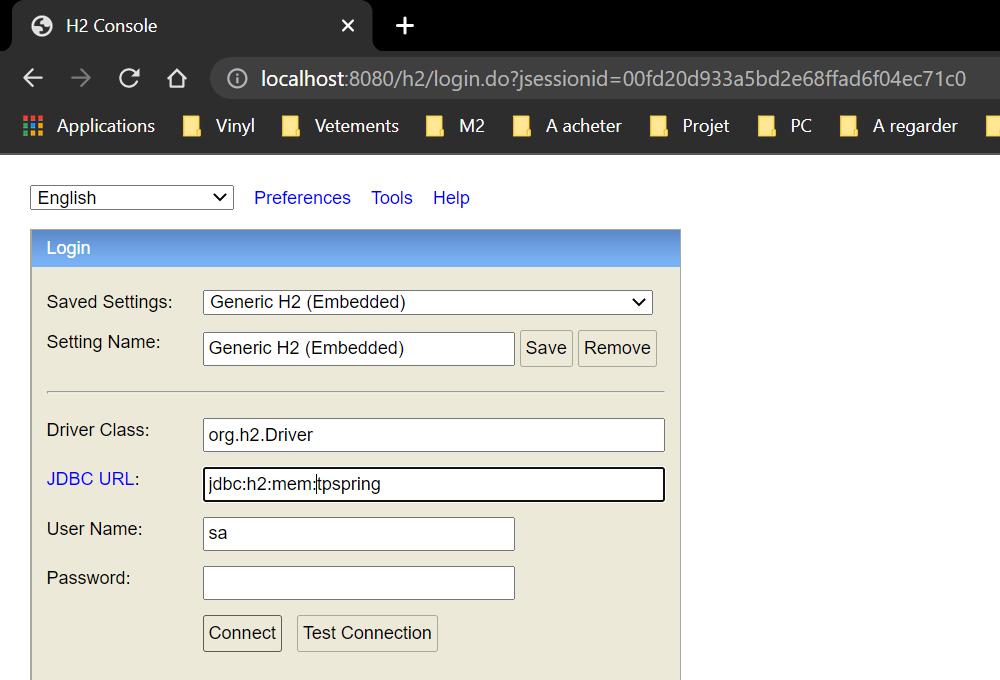 H2 Console
localhost:8080/h2/login.do?jsessionid=00fd20d933a5bd2e68ffad6f04ec71c0
Applications Vinyl Vetements M2 A acheter Projet PC A regarder
English Preferences Tools Help
Login
Saved Settings: Generic H2 (Embedded)
Setting Name: Generic H2 (Embedded) Save Remove
Driver Class: org.h2.Driver
JDBC URL: jdbc:h2:mem:tpspring
User Name: sa
Password:
Connect Test Connection